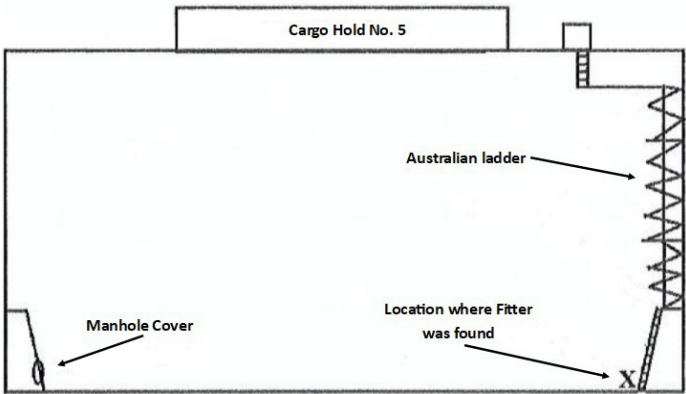 Cargo Hold No. 5
Australian ladder
Manhole Cover
Location where Fitter
was found
X